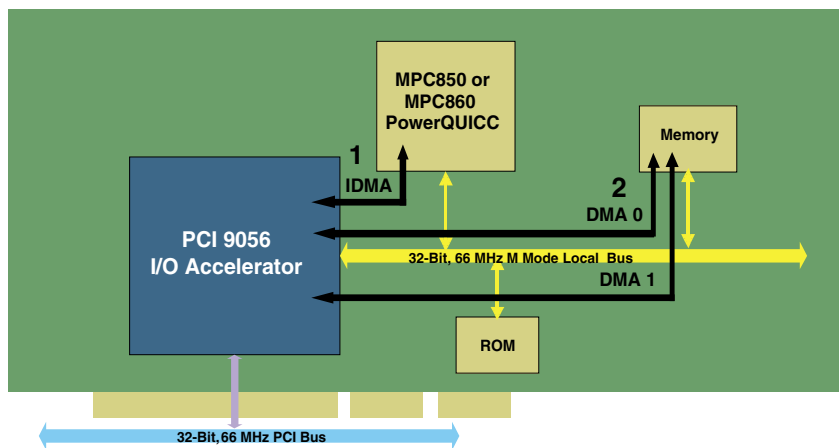 MPC850 or
MPC860
PowerQUICC
Memory
1
IDMA
2
DMA 0
PCI 9056
I/O Accelerator
32-Bit, 66 MHz M Mode Local Bus
DMA 1
ROM
32-Bit, 66 MHz PCI Bus